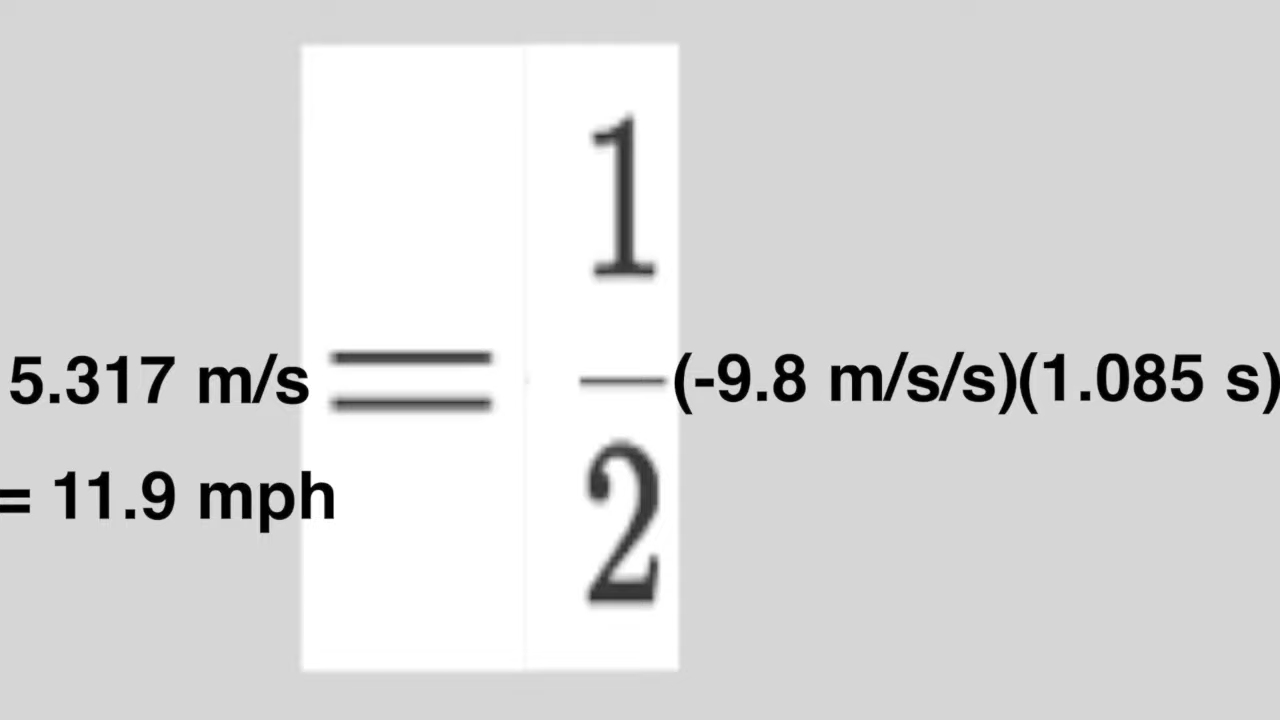 5.317 m/s = 1/2 (-9.8 m/s/s)(1.085 s)
= 11.9 mph